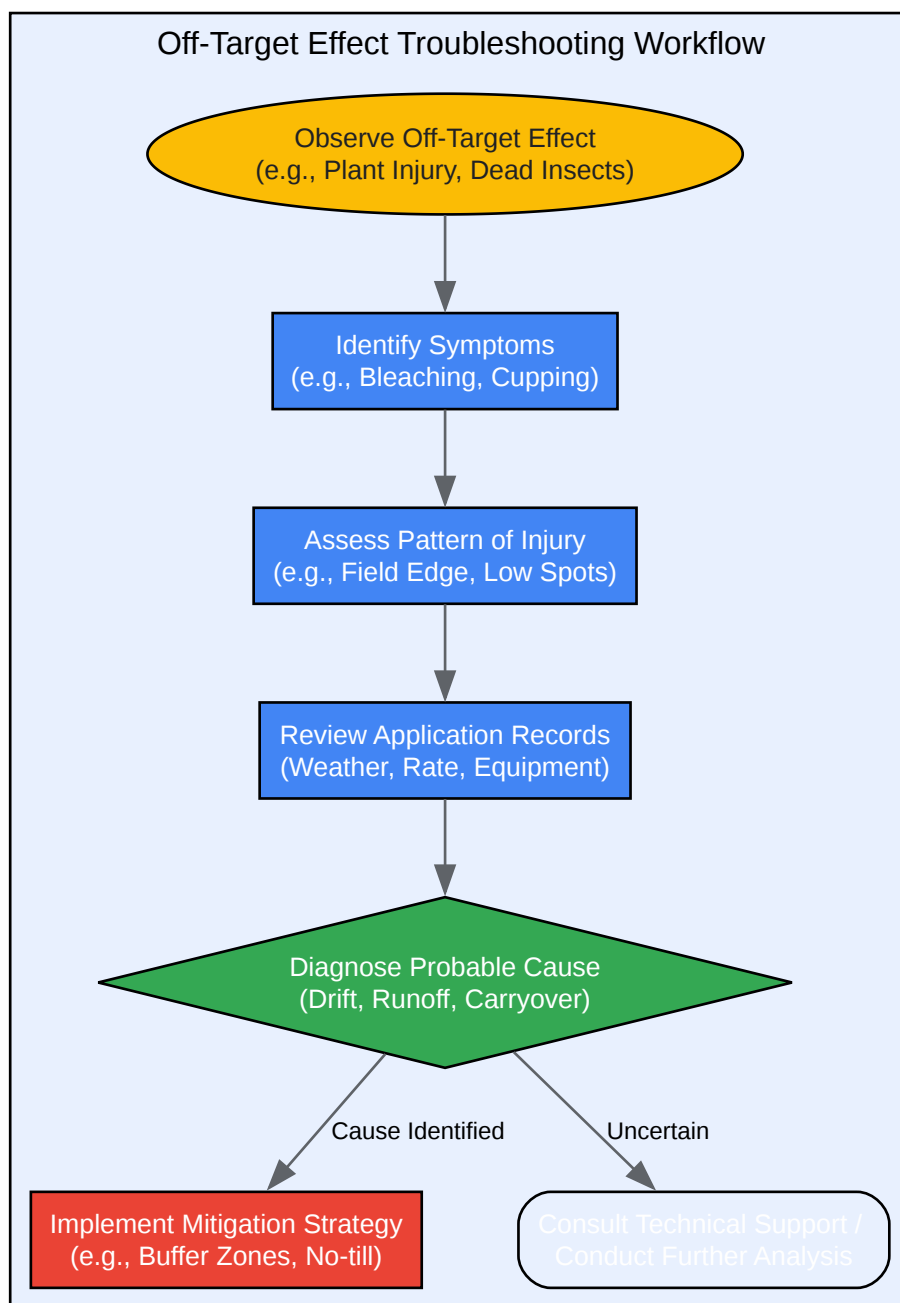 Off-Target Effect Troubleshooting Workflow
Observe Off-Target Effect
(e.g., Plant Injury, Dead Insects)
Identify Symptoms
(e.g., Bleaching, Cupping)
Assess Pattern of Injury
(e.g., Field Edge, Low Spots)
Review Application Records
(Weather, Rate, Equipment)
Diagnose Probable Cause
(Drift, Runoff, Carryover)
Cause Identified
Uncertain
Implement Mitigation Strategy
(e.g., Buffer Zones, No-till)
Consult Technical Support /
Conduct Further Analysis